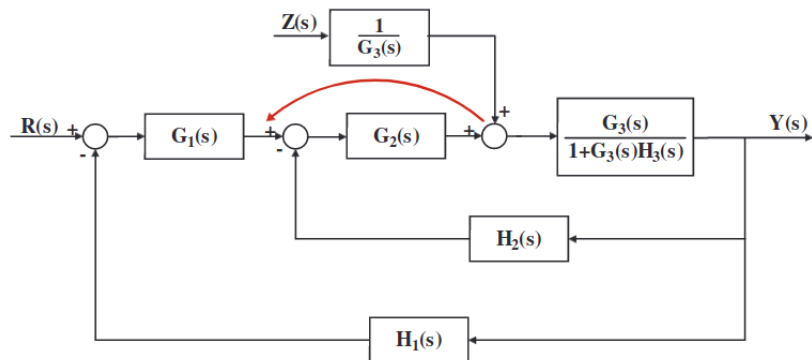 Z(s)
1
G₃(s)
+
R(s) +
G₁(s)
+
G₂(s)
+
G₃(s)
1+G₃(s)H₃(s)
Y(s)
-
-
H₂(s)
H₁(s)